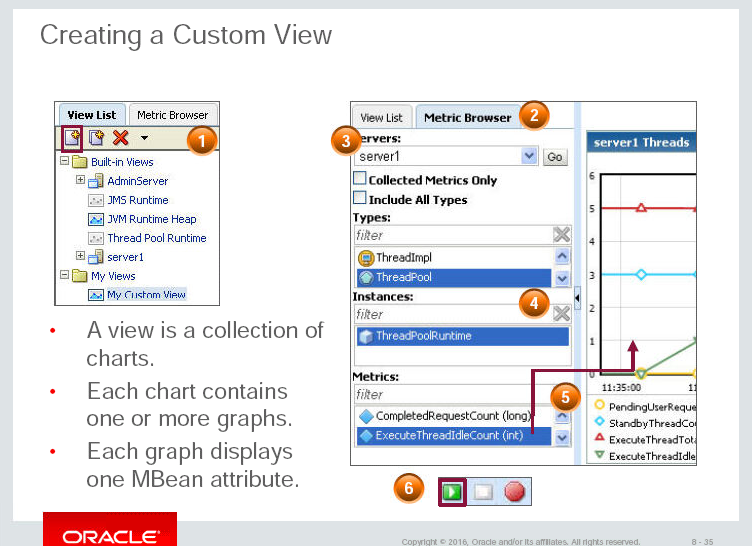 Creating a Custom View
View List
Metric Browser
1
Built-in Views
AdminServer
JMS Runtime
JVM Runtime Heap
Thread Pool Runtime
server1
My Views
My Custom View
• A view is a collection of
charts.
• Each chart contains
one or more graphs.
• Each graph displays
one MBean attribute.
View List
Metric Browser
2
3
ervers:
server1
Go
Collected Metrics Only
Include All Types
Types:
filter
ThreadImpl
ThreadPool
Instances:
4
filter
ThreadPoolRuntime
Metrics:
filter
5
CompletedRequestCount (long)
ExecuteThreadIdleCount (int)
server1 Threads
6
5
4
3
2
1
0
11:35:00
11
PendingUserReque
StandbyThreadCou
ExecuteThreadTota
ExecuteThreadIdle
6
ORACLE
Copyright © 2016, Oracle and/or its affiliates. All rights reserved.
8 - 35